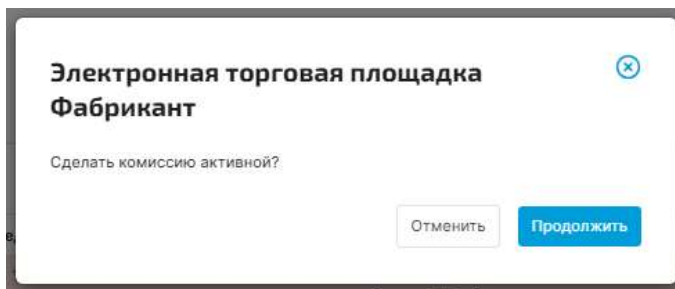 Электронная торговая площадка
Фабрикант
Сделать комиссию активной?
Отменить
Продолжить